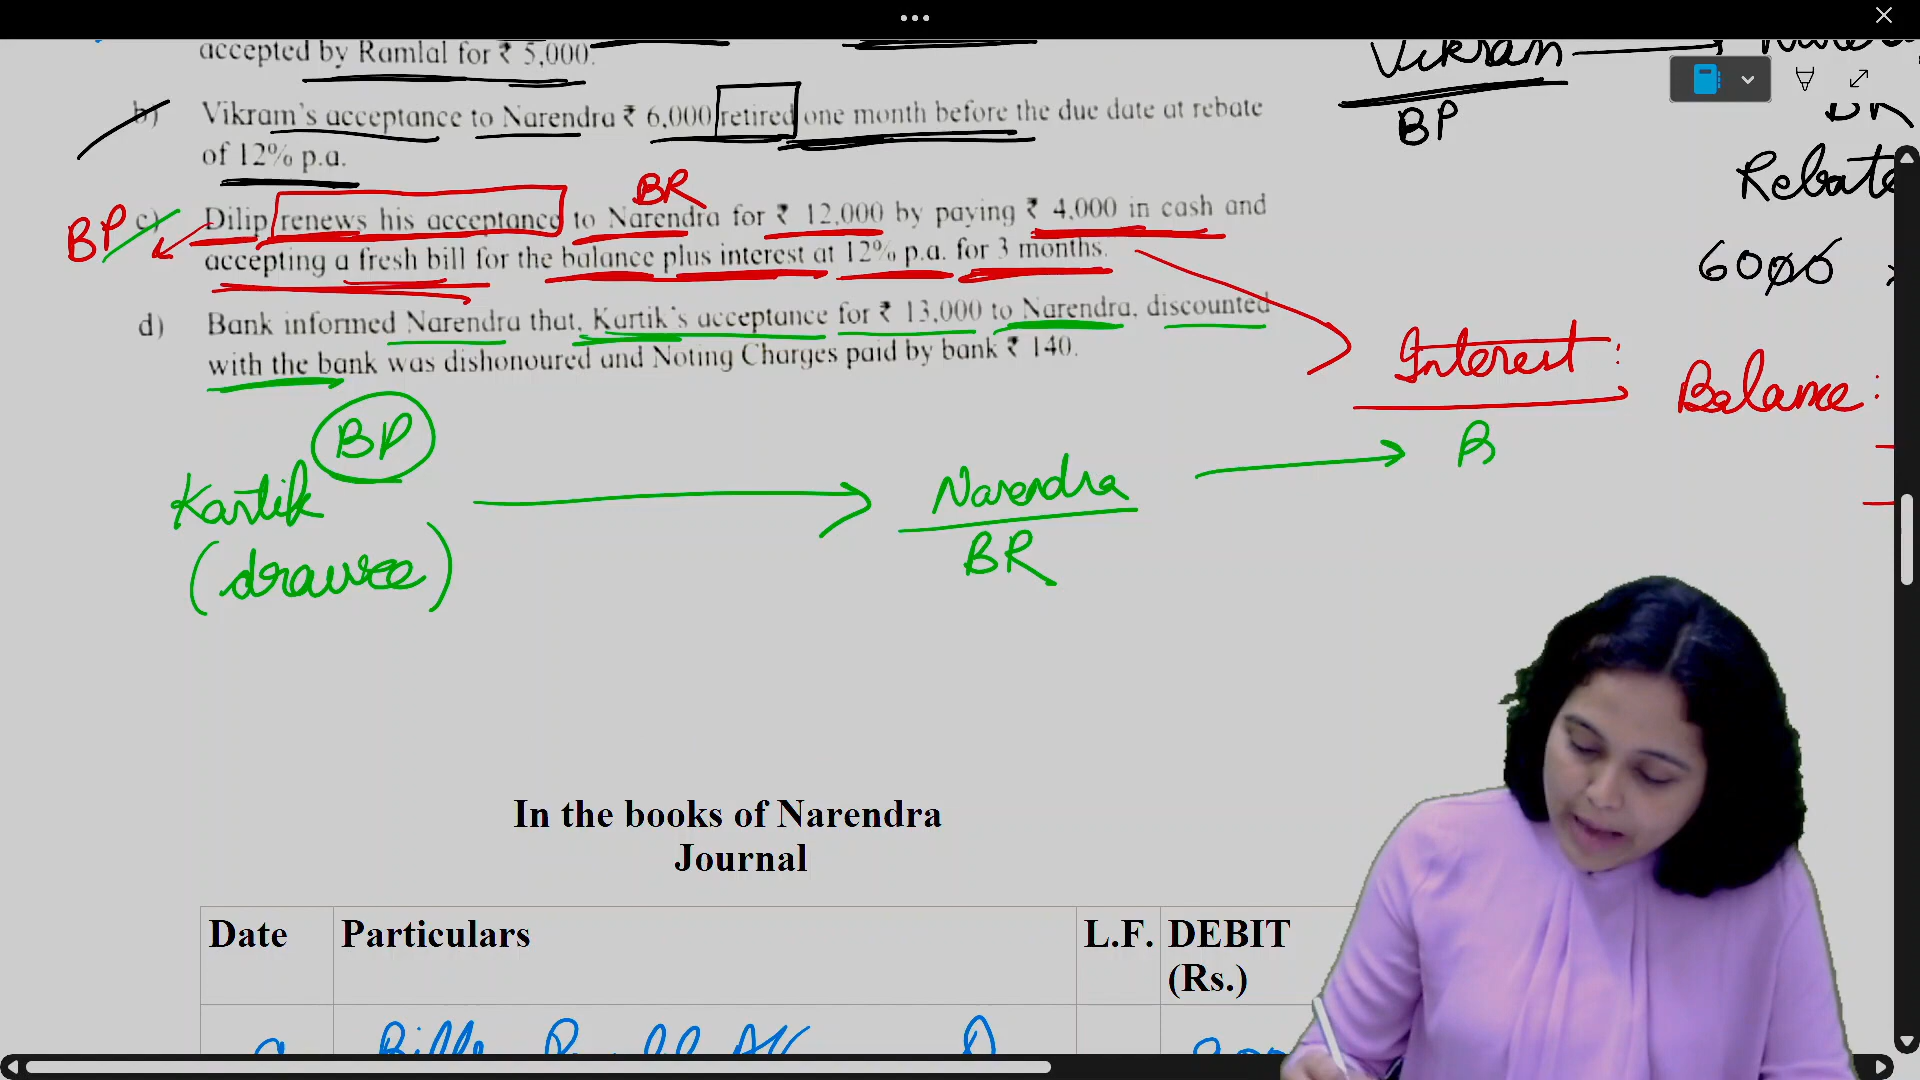 accepted by Ramlal for ₹ 5,000.
b) Vikram's acceptance to Narendra ₹ 6,000 retired one month before the due date at rebate
of 12% p.a.
c) Dilip renews his acceptance to Narendra for ₹ 12,000 by paying ₹ 4,000 in cash and
accepting a fresh bill for the balance plus interest at 12% p.a. for 3 months.
d) Bank informed Narendra that, Kartik's acceptance for ₹ 13,000 to Narendra, discounted
with the bank was dishonoured and Noting Charges paid by bank ₹ 140.
Vikram
BP
Rebate
6000
BP
BR
Interest :
Balance :
BP
Kartik
(drawee)
Narendra
BR
B
In the books of Narendra
Journal
Date Particulars L.F. DEBIT
(Rs.)